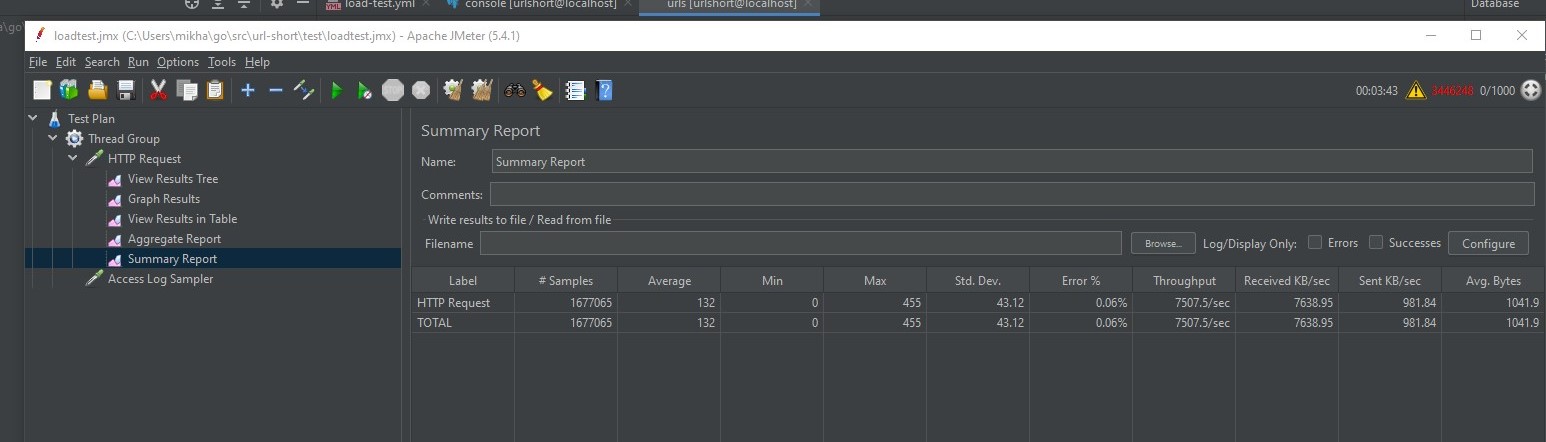 load-test.yml console [urlshort@localhost] urls [urlshort@localhost] Database
loadtest.jmx (C:\Users\mikha\go\src\url-short\test\loadtest.jmx) - Apache JMeter (5.4.1)
File Edit Search Run Options Tools Help
00:03:43 3446248 0/1000
Test Plan
Thread Group
HTTP Request
View Results Tree
Graph Results
View Results in Table
Aggregate Report
Summary Report
Access Log Sampler
Summary Report
Name: Summary Report
Comments:
Write results to file / Read from file
Filename Browse... Log/Display Only: Errors Successes Configure
Label # Samples Average Min Max Std. Dev. Error % Throughput Received KB/sec Sent KB/sec Avg. Bytes
HTTP Request 1677065 132 0 455 43.12 0.06% 7507.5/sec 7638.95 981.84 1041.9
TOTAL 1677065 132 0 455 43.12 0.06% 7507.5/sec 7638.95 981.84 1041.9